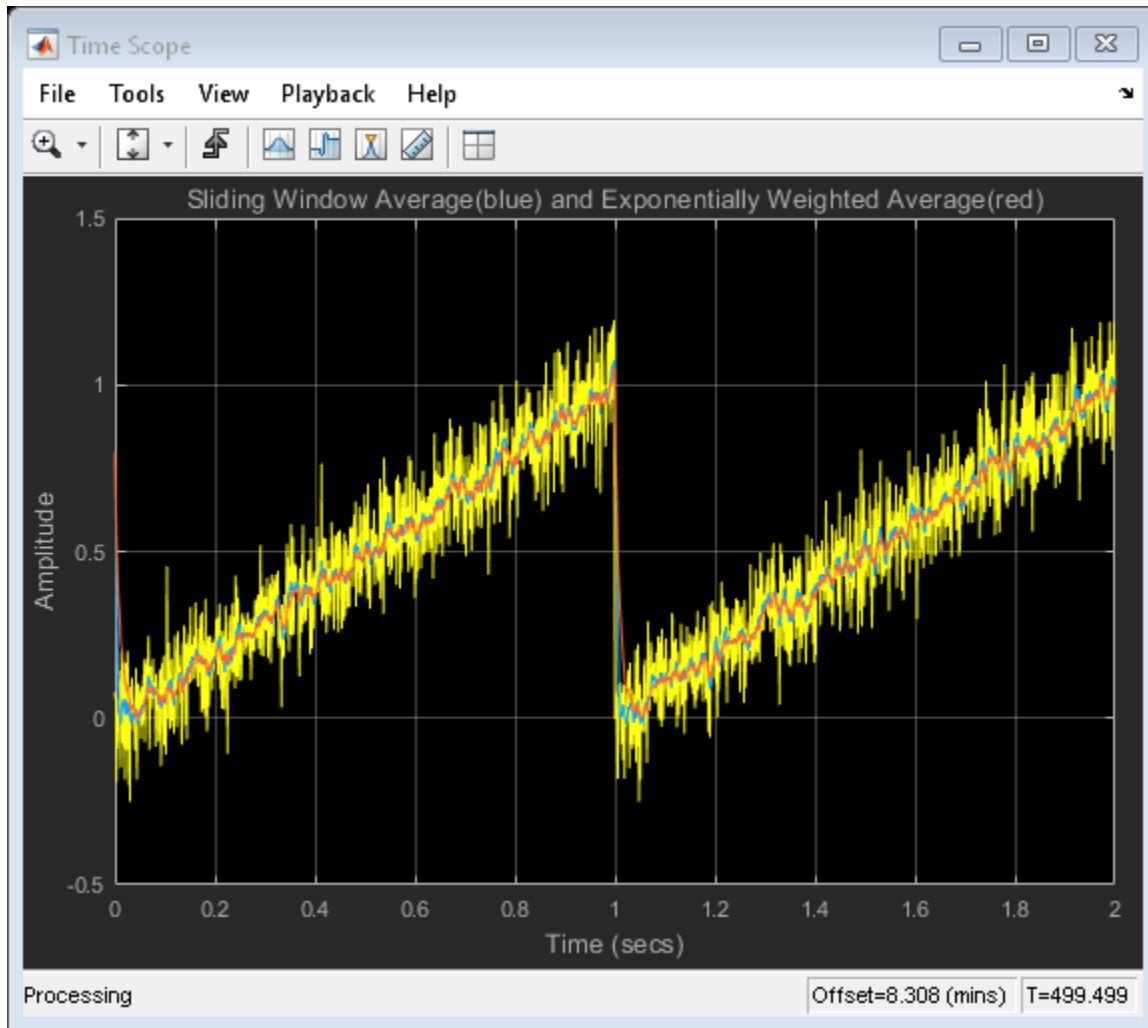 Time Scope
File Tools View Playback Help
Sliding Window Average(blue) and Exponentially Weighted Average(red)
1.5
1
0.5
0
-0.5
Amplitude
0 0.2 0.4 0.6 0.8 1 1.2 1.4 1.6 1.8 2
Time (secs)
Processing Offset=8.308 (mins) T=499.499